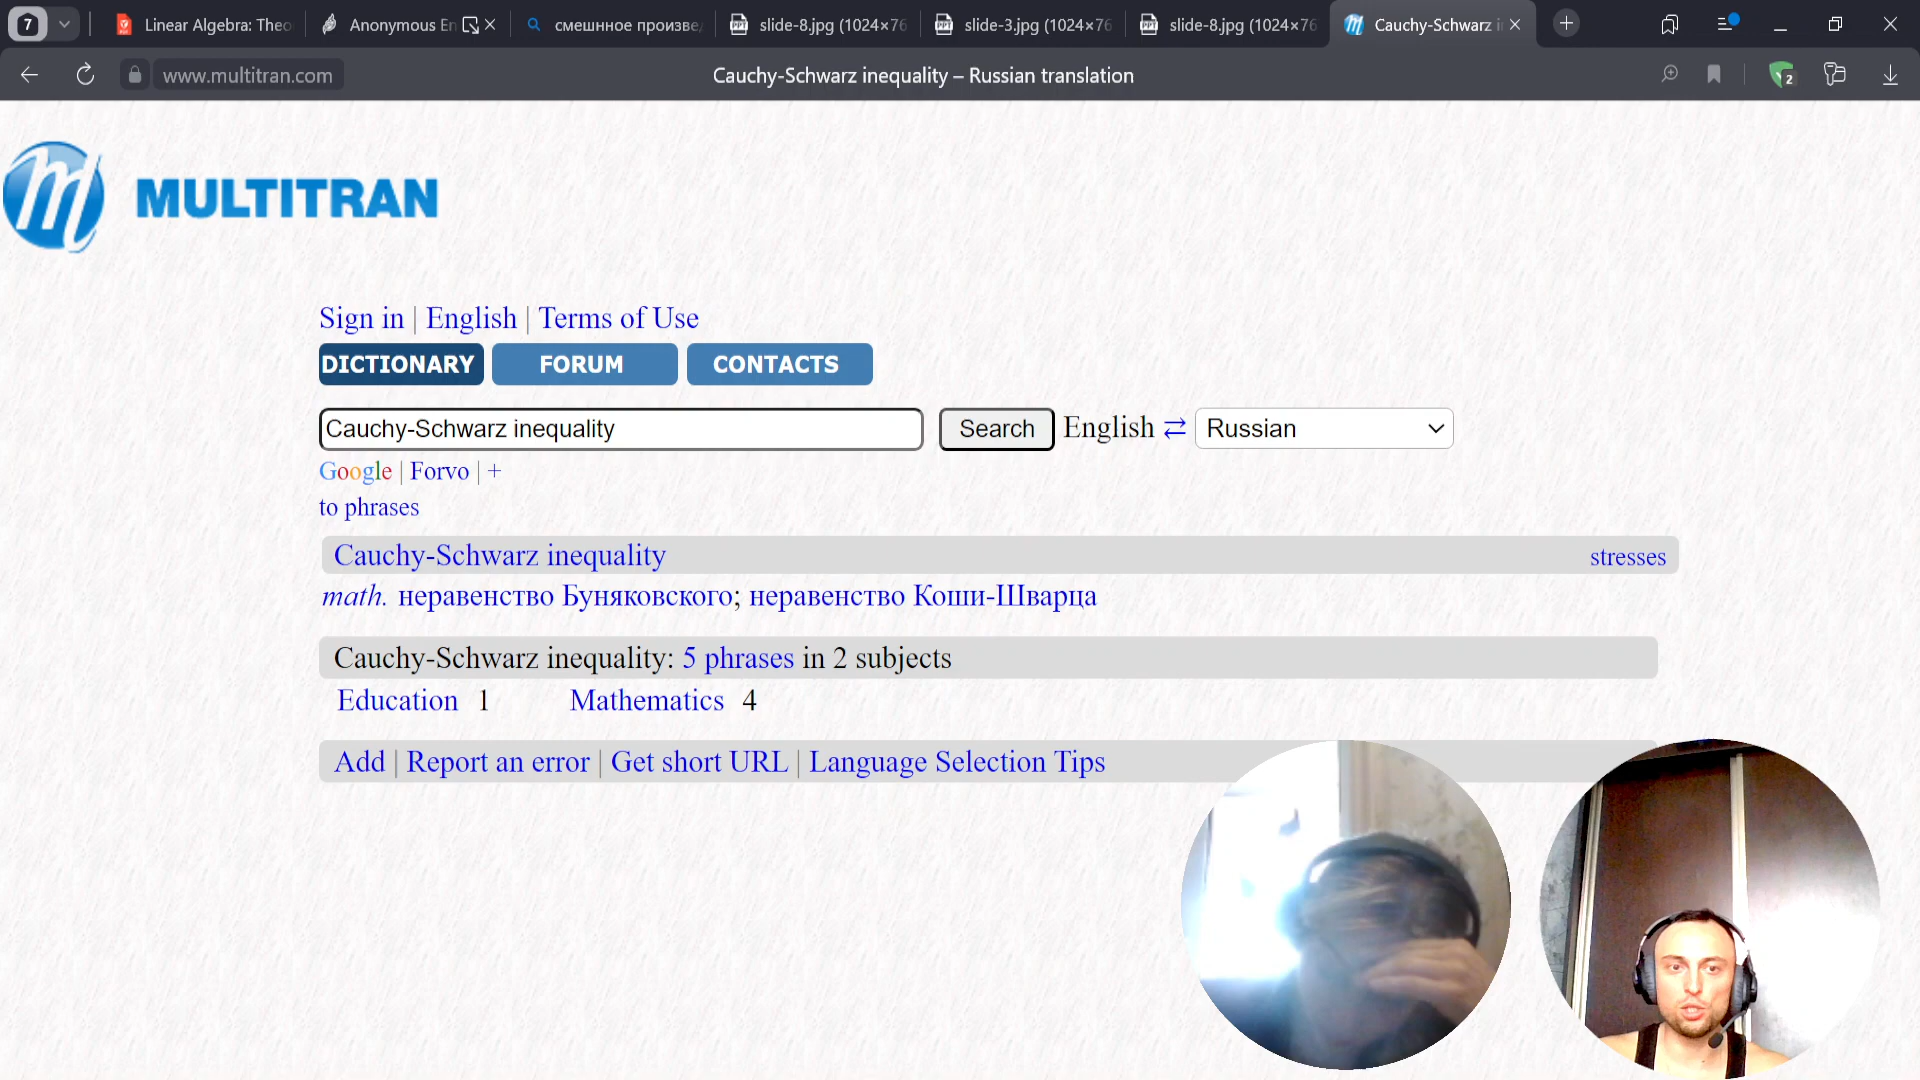 7
Linear Algebra: Theo
Anonymous En
смешнное произве
slide-8.jpg (1024×76
slide-3.jpg (1024×76
slide-8.jpg (1024×76
Cauchy-Schwarz i
www.multitran.com
Cauchy-Schwarz inequality – Russian translation
2
MULTITRAN
Sign in | English | Terms of Use
DICTIONARY FORUM CONTACTS
Cauchy-Schwarz inequality Search English ⇄ Russian
Google | Forvo | +
to phrases
Cauchy-Schwarz inequality stresses
math. неравенство Буняковского; неравенство Коши-Шварца
Cauchy-Schwarz inequality: 5 phrases in 2 subjects
Education 1 Mathematics 4
Add | Report an error | Get short URL | Language Selection Tips